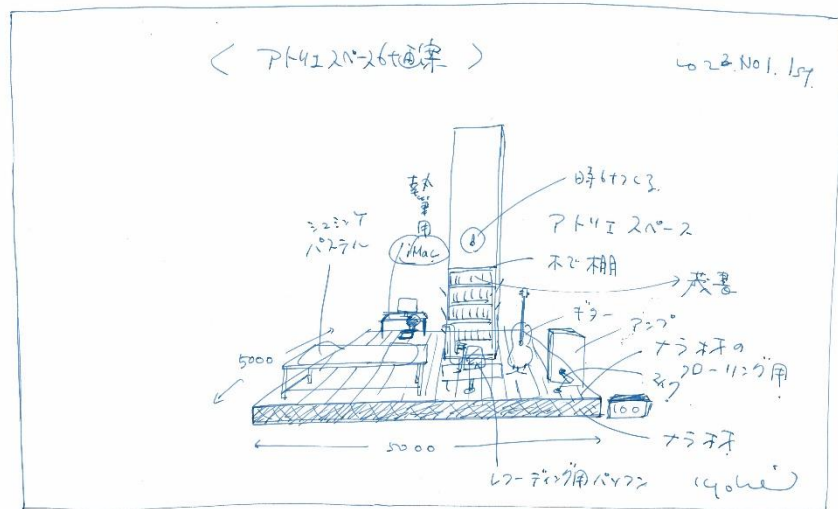 < アトリエスペース6畳案 >
執筆用
iMac
シュミンケ
パステル
時計つくる
アトリエスペース
木で棚
蔵書
ギター
アンプ
ナラ材の
フローリング用
マイク
ナラ材
100
5000
5000
レコーディング用パソコン